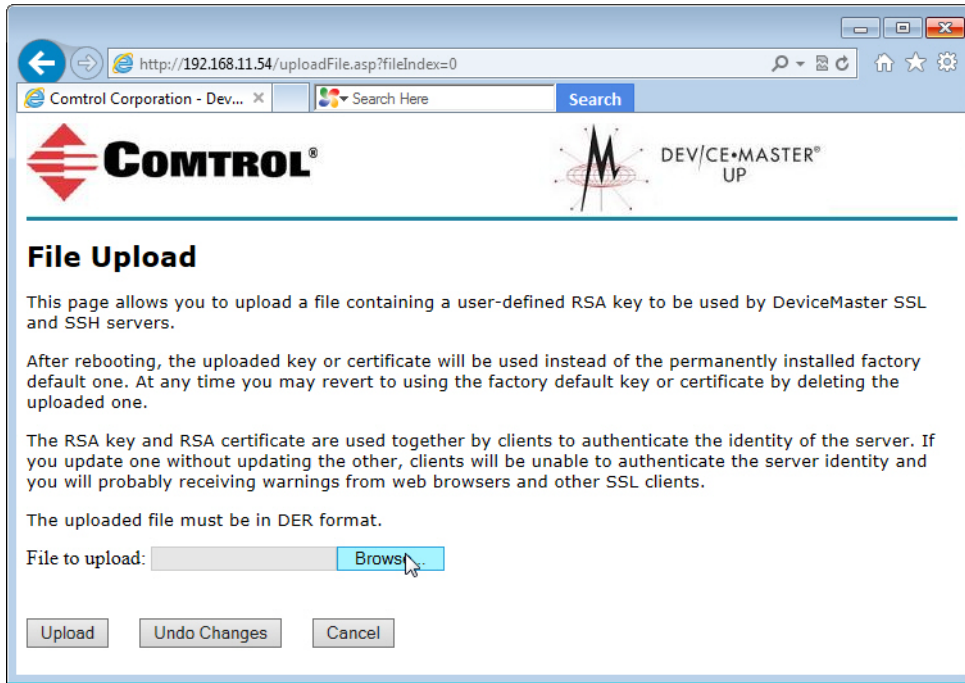 http://192.168.11.54/uploadFile.asp?fileIndex=0
Comtrol Corporation - Dev...
Search Here
Search
COMTROL®
DEV/CE•MASTER®
UP
File Upload
This page allows you to upload a file containing a user-defined RSA key to be used by DeviceMaster SSL
and SSH servers.
After rebooting, the uploaded key or certificate will be used instead of the permanently installed factory
default one. At any time you may revert to using the factory default key or certificate by deleting the
uploaded one.
The RSA key and RSA certificate are used together by clients to authenticate the identity of the server. If
you update one without updating the other, clients will be unable to authenticate the server identity and
you will probably receiving warnings from web browsers and other SSL clients.
The uploaded file must be in DER format.
File to upload:
Browse...
Upload
Undo Changes
Cancel